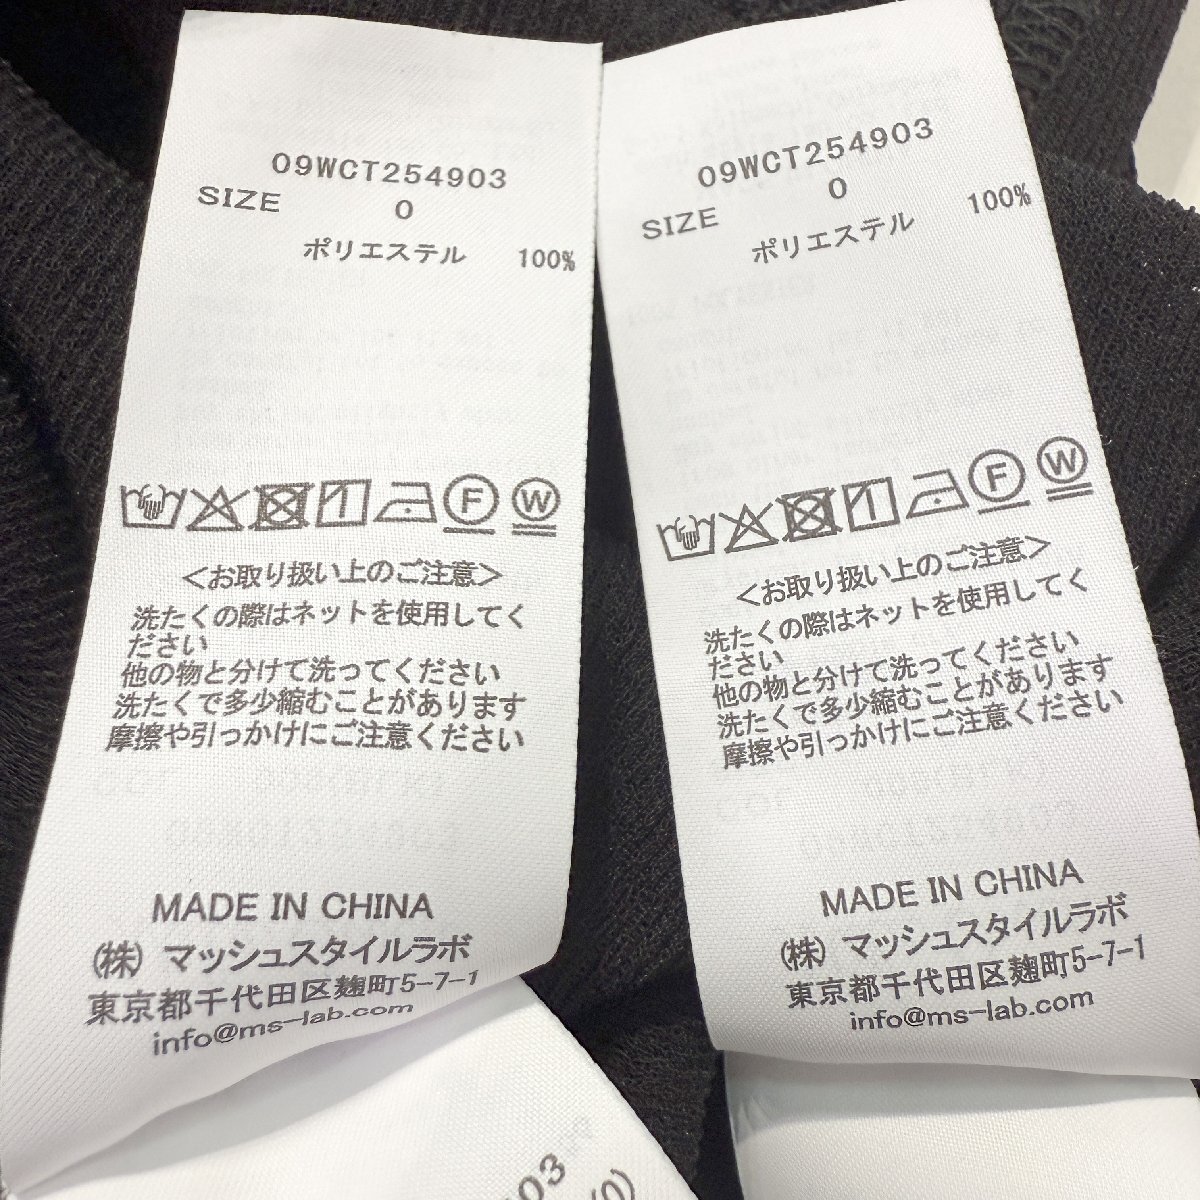 09WCT254903
SIZE 0
ポリエステル 100%
F W
<お取り扱い上のご注意>
洗たくの際はネットを使用してく
ださい
他の物と分けて洗ってください
洗たくで多少縮むことがあります
摩擦や引っかけにご注意ください
MADE IN CHINA
(株) マッシュスタイルラボ
東京都千代田区麹町5-7-1
info@ms-lab.com
09WCT254903
SIZE 0
ポリエステル 100%
F W
<お取り扱い上のご注意>
洗たくの際はネットを使用してく
ださい
他の物と分けて洗ってください
洗たくで多少縮むことがあります
摩擦や引っかけにご注意ください
MADE IN CHINA
(株) マッシュスタイルラボ
東京都千代田区麹町5-7-1
info@ms-lab.com
03
(0)